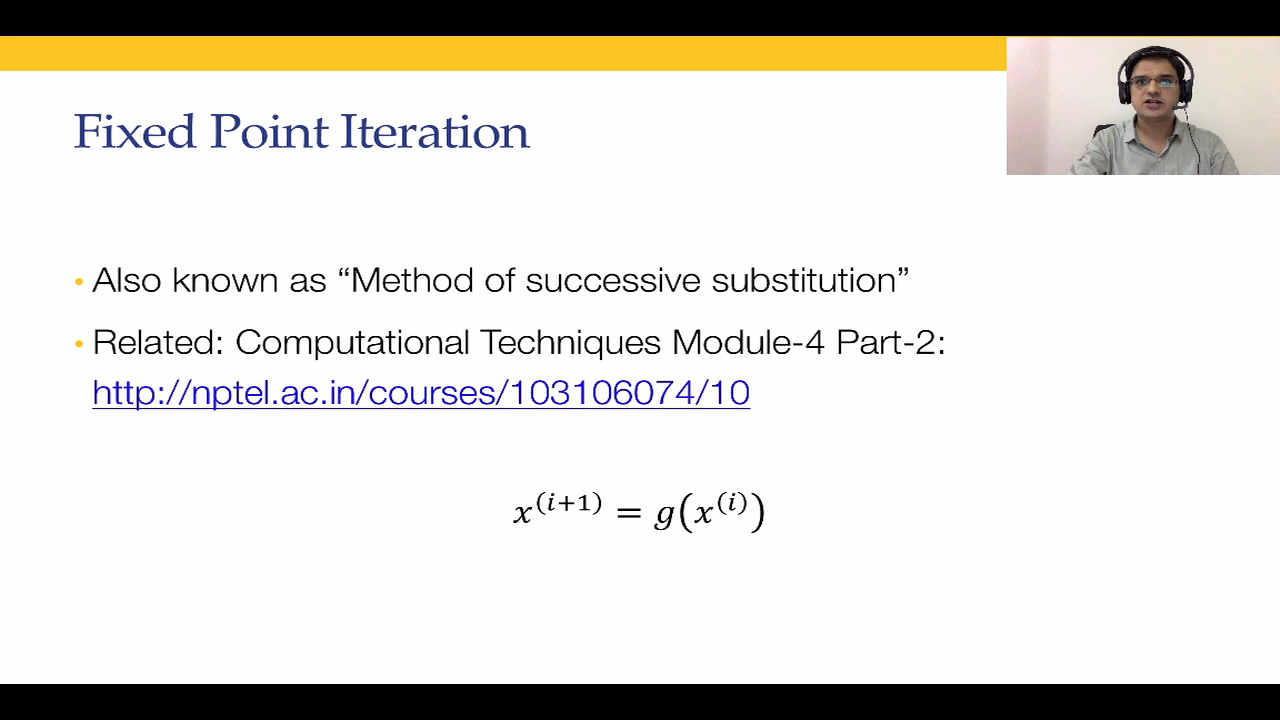 Fixed Point Iteration
• Also known as “Method of successive substitution”
• Related: Computational Techniques Module-4 Part-2:
http://nptel.ac.in/courses/103106074/10
x^(i+1) = g(x^(i))